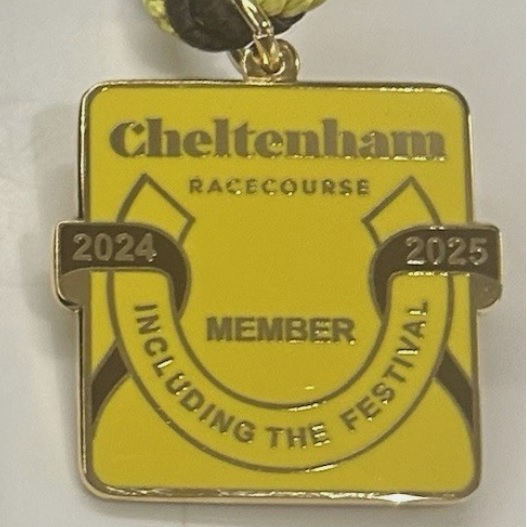 Cheltenham
RACECOURSE
2024
2025
MEMBER
INCLUDING THE FESTIVAL